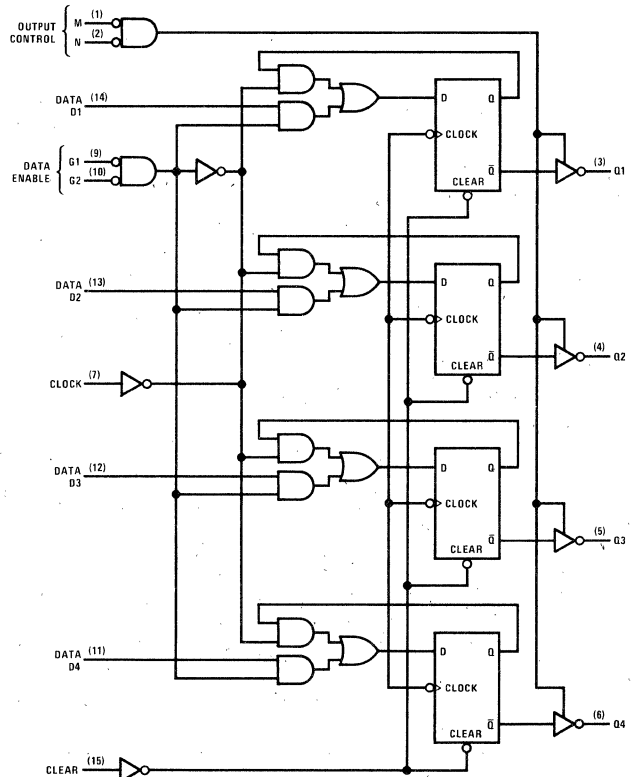 OUTPUT CONTROL
M (1)
N (2)
DATA D1 (14)
D Q
CLOCK
Q̄
CLEAR
(3) Q1
DATA ENABLE
G1 (9)
G2 (10)
DATA D2 (13)
D Q
CLOCK
Q̄
CLEAR
(4) Q2
CLOCK (7)
DATA D3 (12)
D Q
CLOCK
Q̄
CLEAR
(5) Q3
DATA D4 (11)
D Q
CLOCK
Q̄
CLEAR
(6) Q4
CLEAR (15)